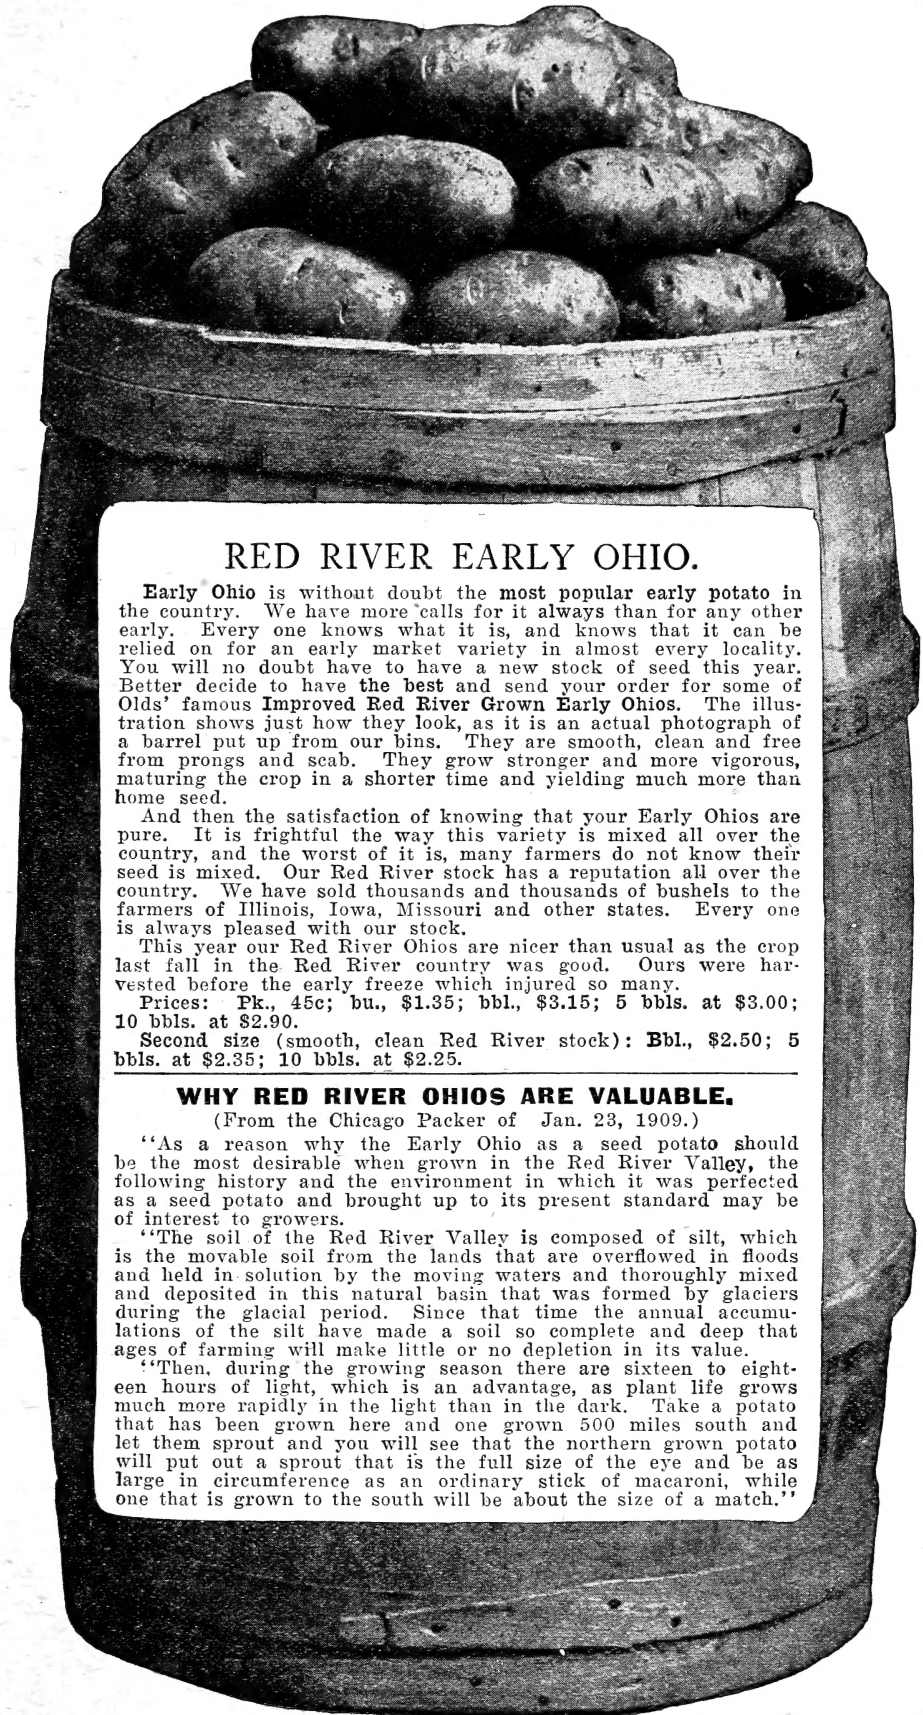 RED RIVER EARLY OHIO.
Early Ohio is without doubt the most popular early potato in
the country. We have more calls for it always than for any other
early. Every one knows what it is, and knows that it can be
relied on for an early market variety in almost every locality.
You will no doubt have to have a new stock of seed this year.
Better decide to have the best and send your order for some of
Olds' famous Improved Red River Grown Early Ohios. The illus-
tration shows just how they look, as it is an actual photograph of
a barrel put up from our bins. They are smooth, clean and free
from prongs and scab. They grow stronger and more vigorous,
maturing the crop in a shorter time and yielding much more than
home seed.
And then the satisfaction of knowing that your Early Ohios are
pure. It is frightful the way this variety is mixed all over the
country, and the worst of it is, many farmers do not know their
seed is mixed. Our Red River stock has a reputation all over the
country. We have sold thousands and thousands of bushels to the
farmers of Illinois, Iowa, Missouri and other states. Every one
is always pleased with our stock.
This year our Red River Ohios are nicer than usual as the crop
last fall in the Red River country was good. Ours were har-
vested before the early freeze which injured so many.
Prices: Pk., 45c; bu., $1.35; bbl., $3.15; 5 bbls. at $3.00;
10 bbls. at $2.90.
Second size (smooth, clean Red River stock): Bbl., $2.50; 5
bbls. at $2.35; 10 bbls. at $2.25.
WHY RED RIVER OHIOS ARE VALUABLE.
(From the Chicago Packer of Jan. 23, 1909.)
"As a reason why the Early Ohio as a seed potato should
be the most desirable when grown in the Red River Valley, the
following history and the environment in which it was perfected
as a seed potato and brought up to its present standard may be
of interest to growers.
"The soil of the Red River Valley is composed of silt, which
is the movable soil from the lands that are overflowed in floods
and held in solution by the moving waters and thoroughly mixed
and deposited in this natural basin that was formed by glaciers
during the glacial period. Since that time the annual accumu-
lations of the silt have made a soil so complete and deep that
ages of farming will make little or no depletion in its value.
"Then, during the growing season there are sixteen to eight-
een hours of light, which is an advantage, as plant life grows
much more rapidly in the light than in the dark. Take a potato
that has been grown here and one grown 500 miles south and
let them sprout and you will see that the northern grown potato
will put out a sprout that is the full size of the eye and be as
large in circumference as an ordinary stick of macaroni, while
one that is grown to the south will be about the size of a match."